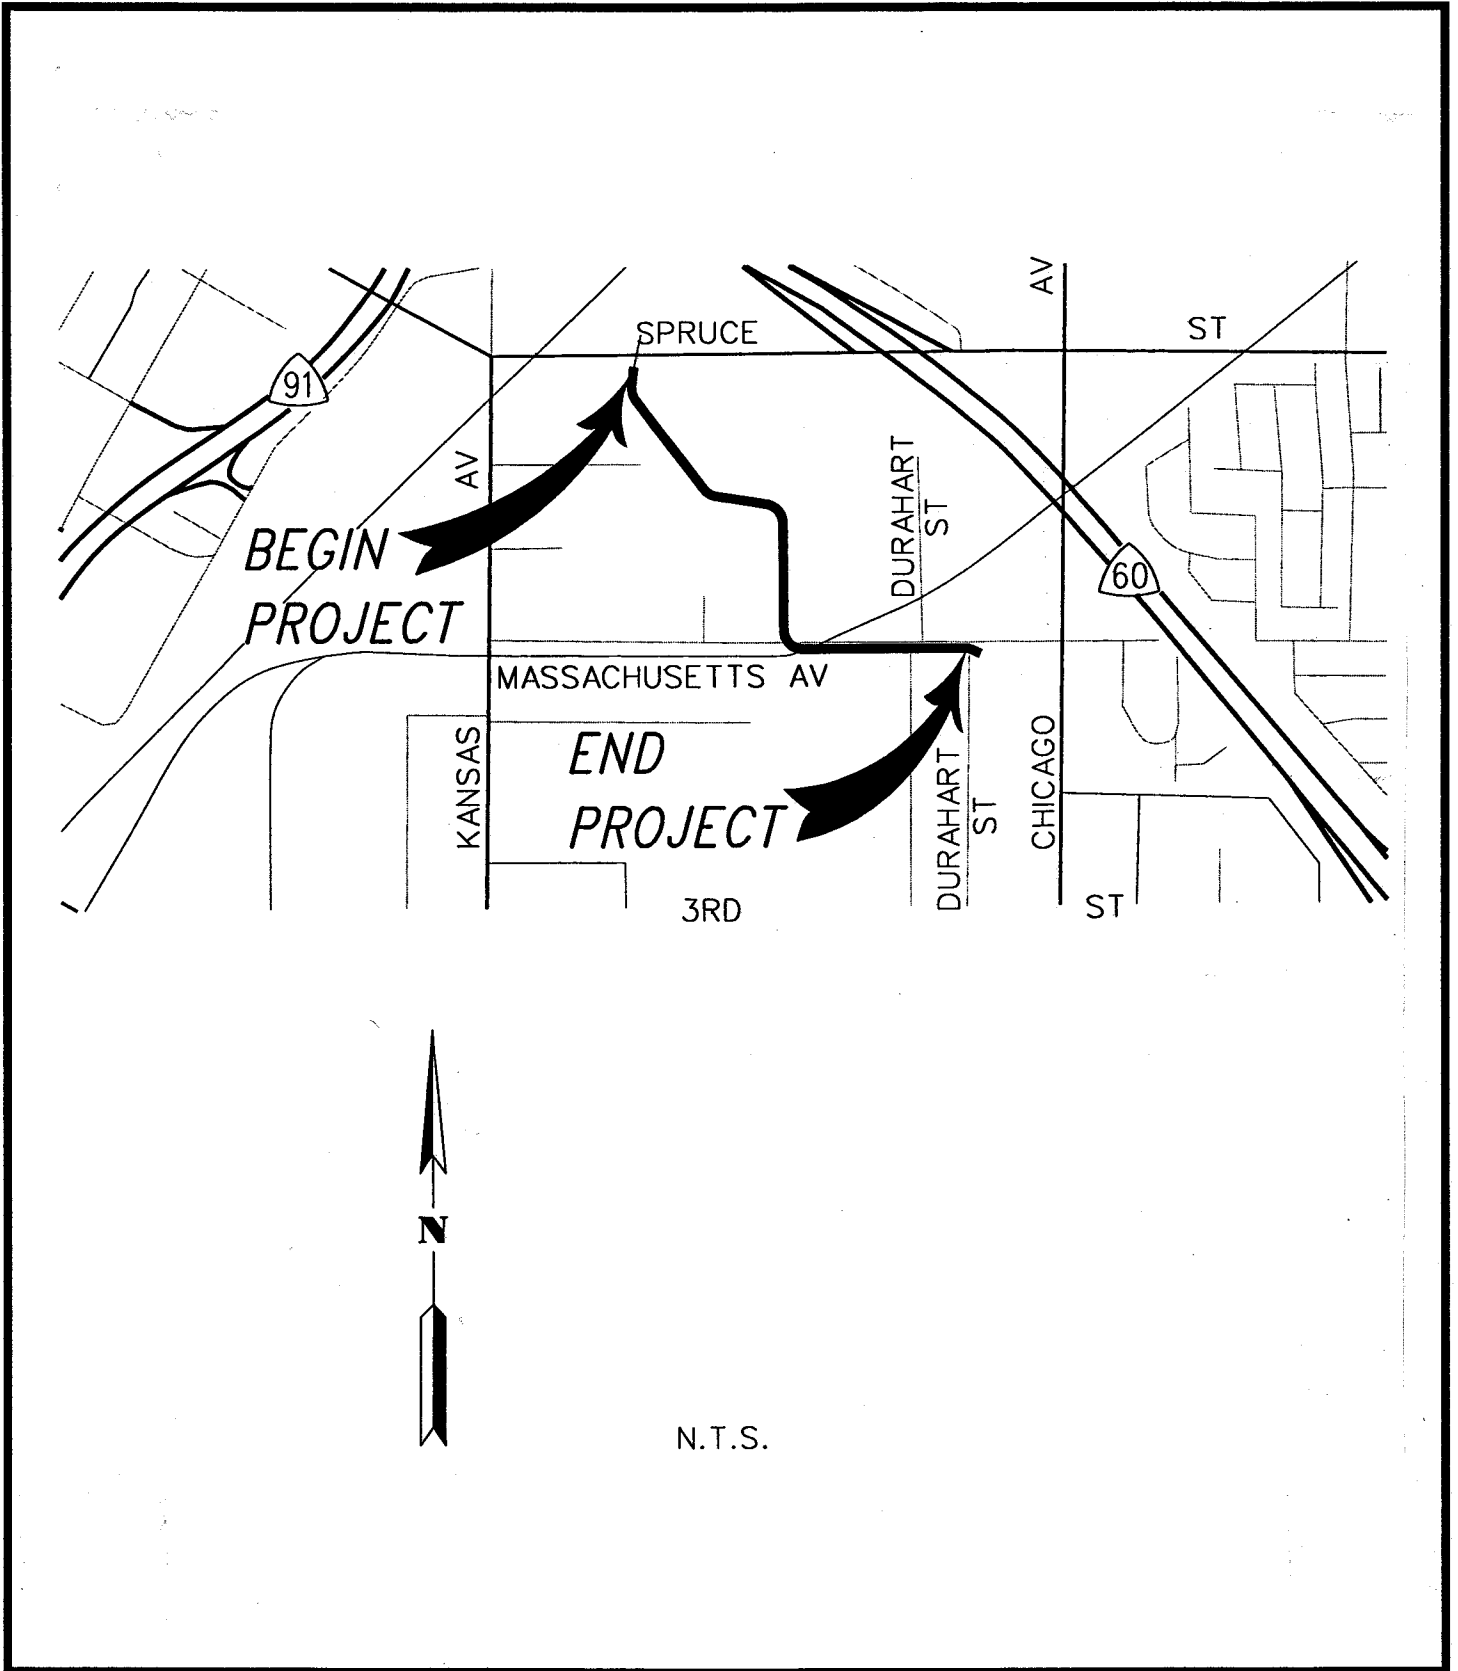 AV
SPRUCE
ST
91
AV
DURAHART
ST
BEGIN
PROJECT
60
MASSACHUSETTS AV
KANSAS
END
PROJECT
DURAHART
ST
CHICAGO
3RD
ST
N
N.T.S.